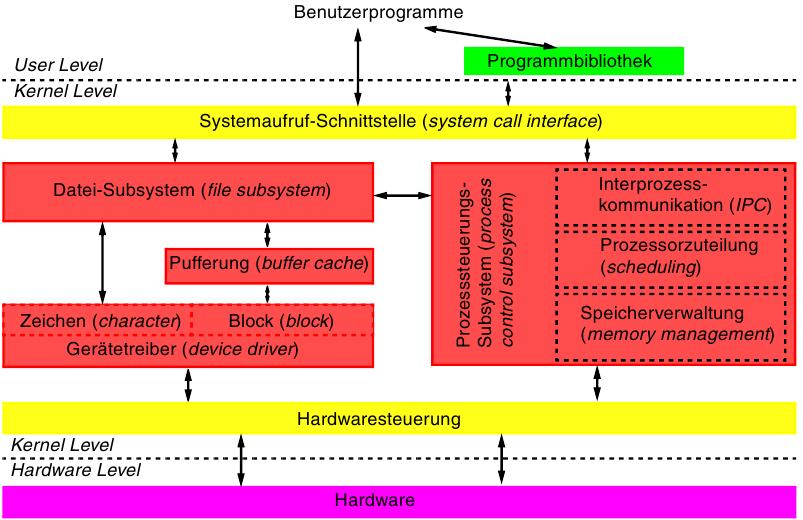 Benutzerprogramme
Programmbibliothek
User Level
Kernel Level
Systemaufruf-Schnittstelle (system call interface)
Datei-Subsystem (file subsystem)
Pufferung (buffer cache)
Zeichen (character)
Block (block)
Gerätetreiber (device driver)
Prozesssteuerungs-
Subsystem (process
control subsystem)
Interprozess-
kommunikation (IPC)
Prozessorzuteilung
(scheduling)
Speicherverwaltung
(memory management)
Hardwaresteuerung
Kernel Level
Hardware Level
Hardware